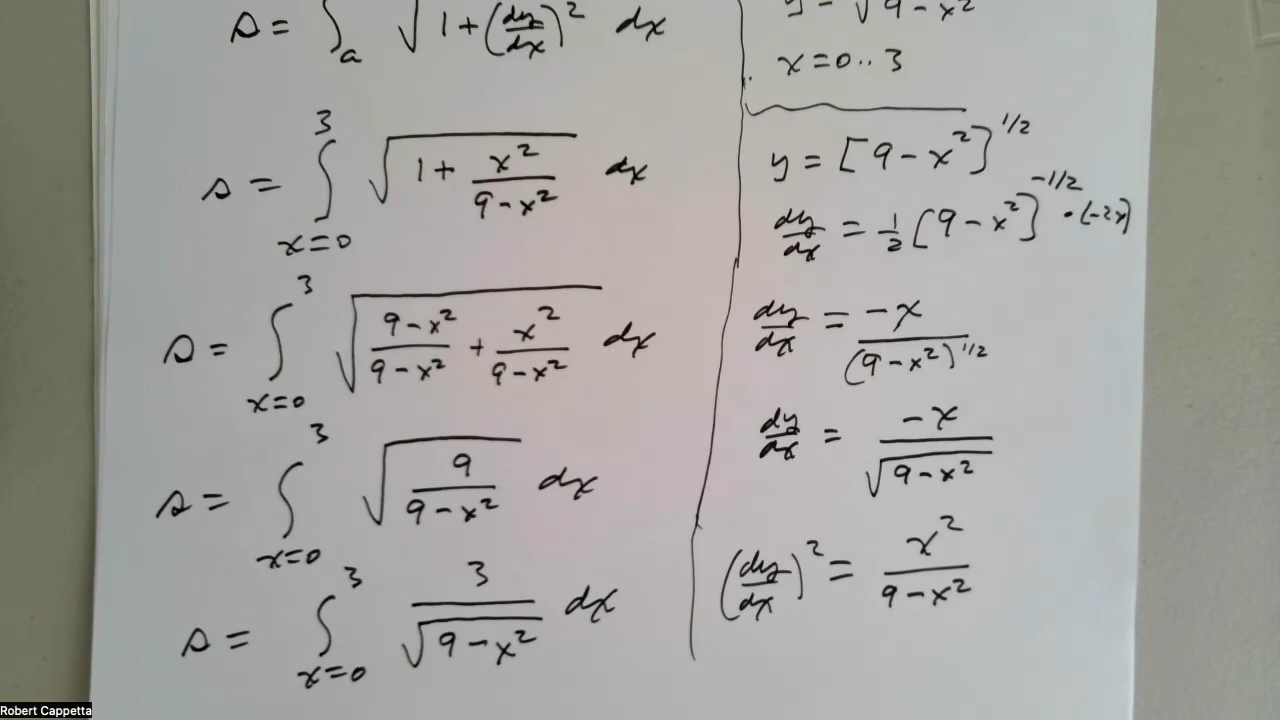 s = ∫_a √(1 + (dy/dx)²) dx
s = ∫_{x=0}^{3} √(1 + x²/(9 - x²)) dx
s = ∫_{x=0}^{3} √((9 - x²)/(9 - x²) + x²/(9 - x²)) dx
s = ∫_{x=0}^{3} √(9/(9 - x²)) dx
s = ∫_{x=0}^{3} 3/√(9 - x²) dx
y = √(9 - x²)
x = 0..3
y = [9 - x²]^{1/2}
dy/dx = 1/2 [9 - x²]^{-1/2} · (-2x)
dy/dx = -x/(9 - x²)^{1/2}
dy/dx = -x/√(9 - x²)
(dy/dx)² = x²/(9 - x²)
Robert Cappetta